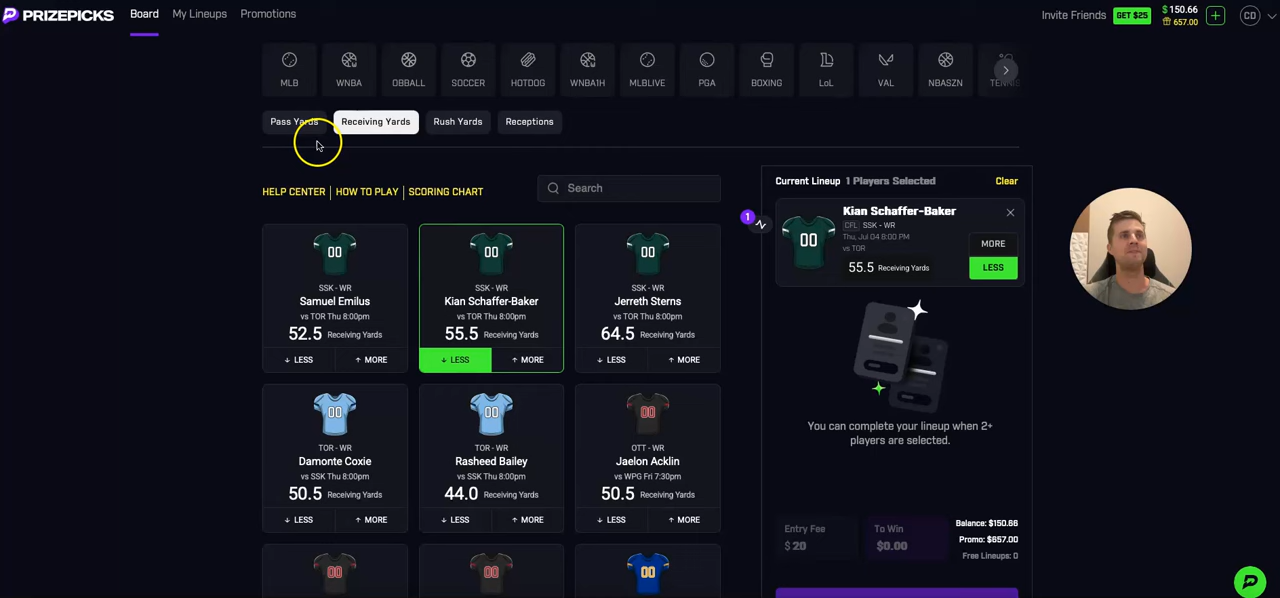 PRIZEPICKS Board My Lineups Promotions Invite Friends GET $25 $ 150.66 657.00 + CD
MLB WNBA OBBALL SOCCER HOTDOG WNBA1H MLBLIVE PGA BOXING LoL VAL NBASZN TENNIS
Pass Yards Receiving Yards Rush Yards Receptions
HELP CENTER HOW TO PLAY SCORING CHART
Search
00
SSK - WR
Samuel Emilus
vs TOR Thu 8:00pm
52.5 Receiving Yards
↓ LESS ↑ MORE
00
SSK - WR
Kian Schaffer-Baker
vs TOR Thu 8:00pm
55.5 Receiving Yards
↓ LESS ↑ MORE
00
SSK - WR
Jerreth Sterns
vs TOR Thu 8:00pm
64.5 Receiving Yards
↓ LESS ↑ MORE
00
TOR - WR
Damonte Coxie
vs SSK Thu 8:00pm
50.5 Receiving Yards
↓ LESS ↑ MORE
00
TOR - WR
Rasheed Bailey
vs SSK Thu 8:00pm
44.0 Receiving Yards
↓ LESS ↑ MORE
00
OTT - WR
Jaelon Acklin
vs WPG Fri 7:30pm
50.5 Receiving Yards
↓ LESS ↑ MORE
00
00
00
Current Lineup 1 Players Selected Clear
1
00
Kian Schaffer-Baker
CFL SSK - WR
Thu, Jul 04 8:00 PM
vs TOR
55.5 Receiving Yards
MORE
LESS
You can complete your lineup when 2+
players are selected.
Entry Fee
$ 20
To Win
$0.00
Balance: $150.66
Promo: $657.00
Free Lineups: 0